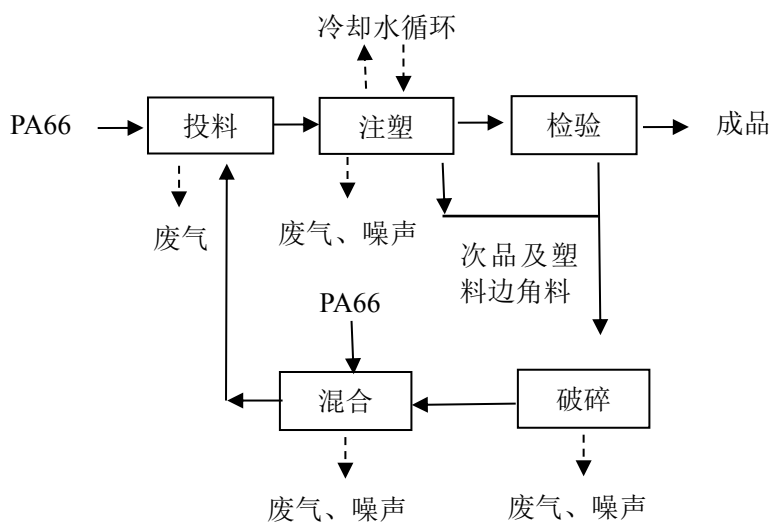 冷却水循环
PA66
投料
注塑
检验
成品
废气
废气、噪声
次品及塑
料边角料
PA66
混合
破碎
废气、噪声
废气、噪声